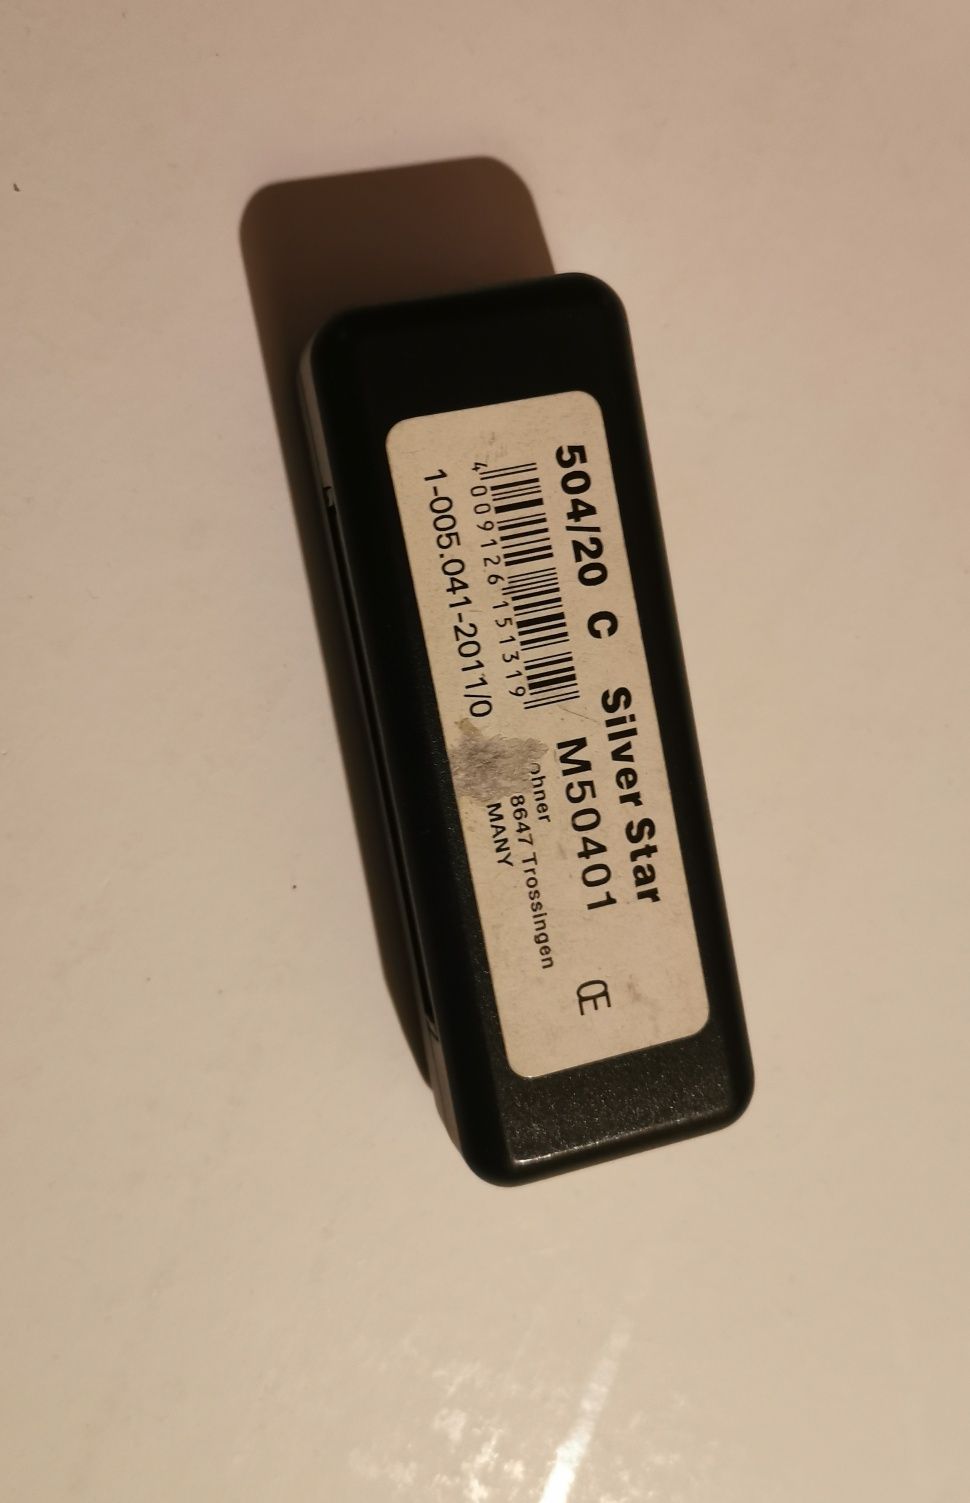 504/20 C Silver Star
4 009126 151319
M50401
CE
1-005.041-2011/0
ohner
8647 Trossingen
MANY